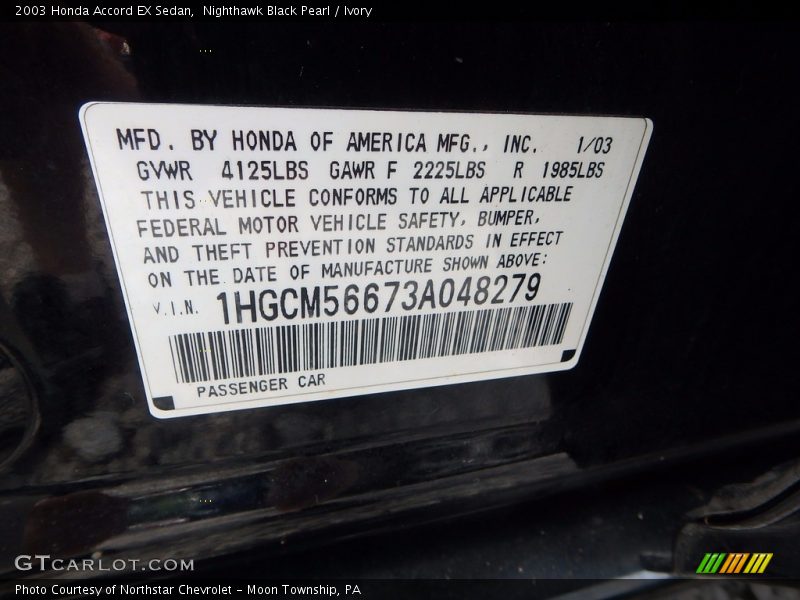 2003 Honda Accord EX Sedan,  Nighthawk Black Pearl / Ivory
MFD. BY HONDA OF AMERICA MFG., INC. 1/03
GVWR 4125LBS GAWR F 2225LBS R 1985LBS
THIS VEHICLE CONFORMS TO ALL APPLICABLE
FEDERAL MOTOR VEHICLE SAFETY, BUMPER,
AND THEFT PREVENTION STANDARDS IN EFFECT
ON THE DATE OF MANUFACTURE SHOWN ABOVE:
V.I.N. 1HGCM56673A048279
PASSENGER CAR
GTCARLOT.COM
Photo Courtesy of Northstar Chevrolet - Moon Township, PA